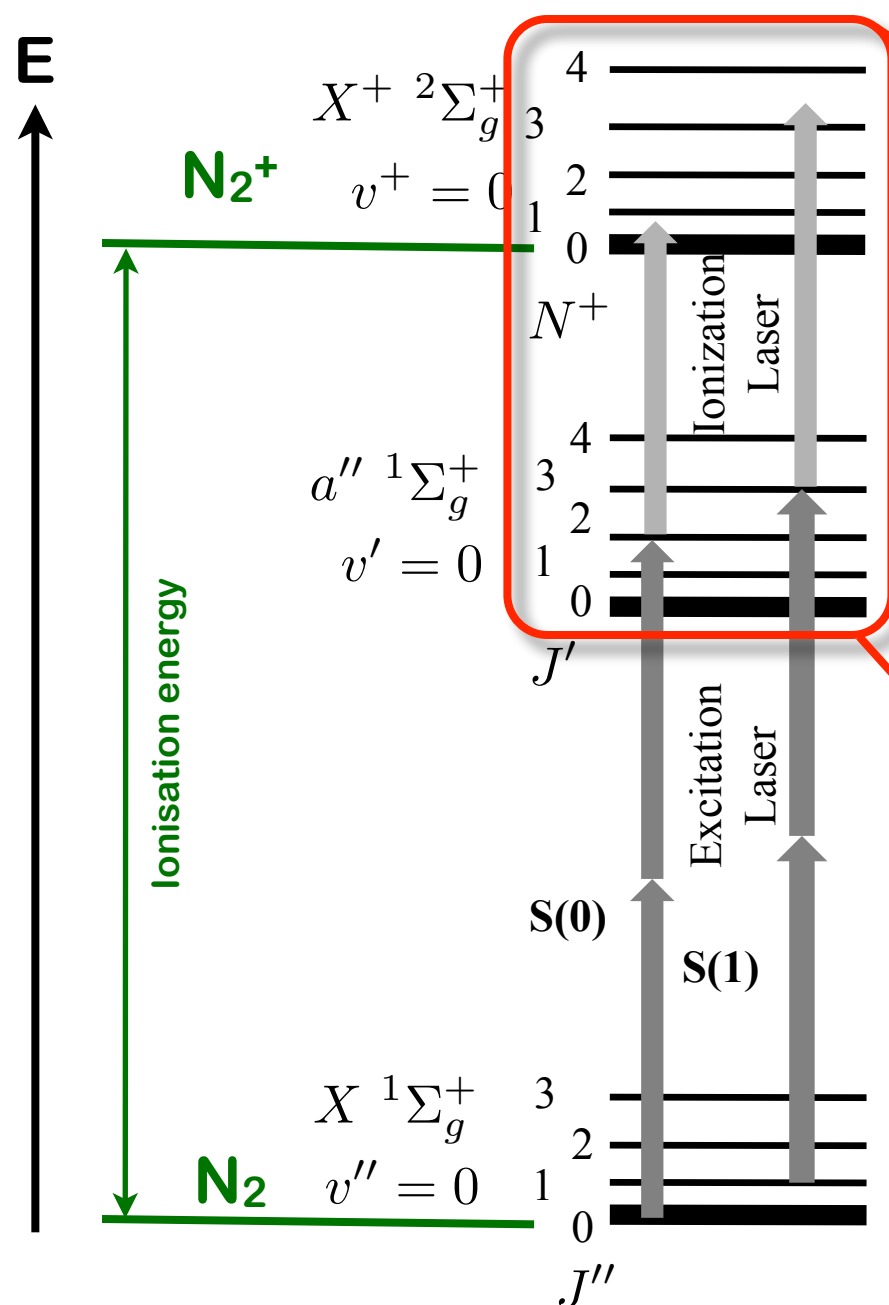 E
4
X⁺ ²Σg⁺
3
N₂⁺
2
v⁺ = 0
1
0
N⁺
Ionization
Laser
4
a″ ¹Σg⁺
3
2
v′ = 0
1
0
J′
Ionisation energy
Excitation
Laser
S(0)
S(1)
X ¹Σg⁺
3
2
N₂
v″ = 0
1
0
J″